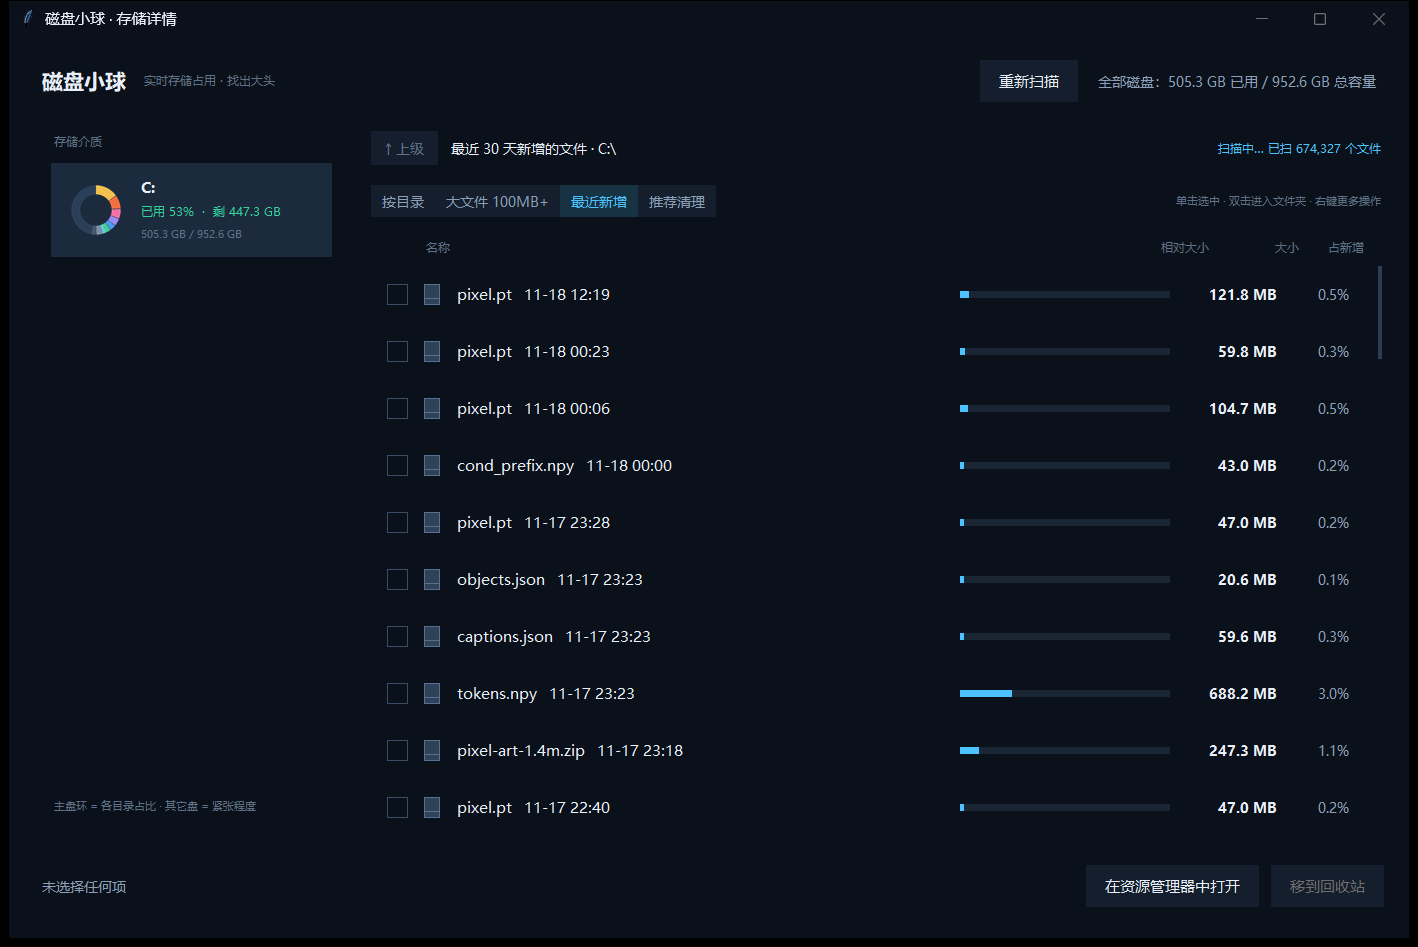 磁盘小球 · 存储详情
磁盘小球 实时存储占用 · 找出大头 重新扫描 全部磁盘：505.3 GB 已用 / 952.6 GB 总容量
存储介质
C:
已用 53% · 剩 447.3 GB
505.3 GB / 952.6 GB
主盘环 = 各目录占比 · 其它盘 = 紧张程度
↑ 上级 最近 30 天新增的文件 · C:\ 扫描中... 已扫 674,327 个文件
按目录 大文件 100MB+ 最近新增 推荐清理 单击选中 · 双击进入文件夹 · 右键更多操作
名称 相对大小 大小 占新增
pixel.pt 11-18 12:19 121.8 MB 0.5%
pixel.pt 11-18 00:23 59.8 MB 0.3%
pixel.pt 11-18 00:06 104.7 MB 0.5%
cond_prefix.npy 11-18 00:00 43.0 MB 0.2%
pixel.pt 11-17 23:28 47.0 MB 0.2%
objects.json 11-17 23:23 20.6 MB 0.1%
captions.json 11-17 23:23 59.6 MB 0.3%
tokens.npy 11-17 23:23 688.2 MB 3.0%
pixel-art-1.4m.zip 11-17 23:18 247.3 MB 1.1%
pixel.pt 11-17 22:40 47.0 MB 0.2%
未选择任何项 在资源管理器中打开 移到回收站